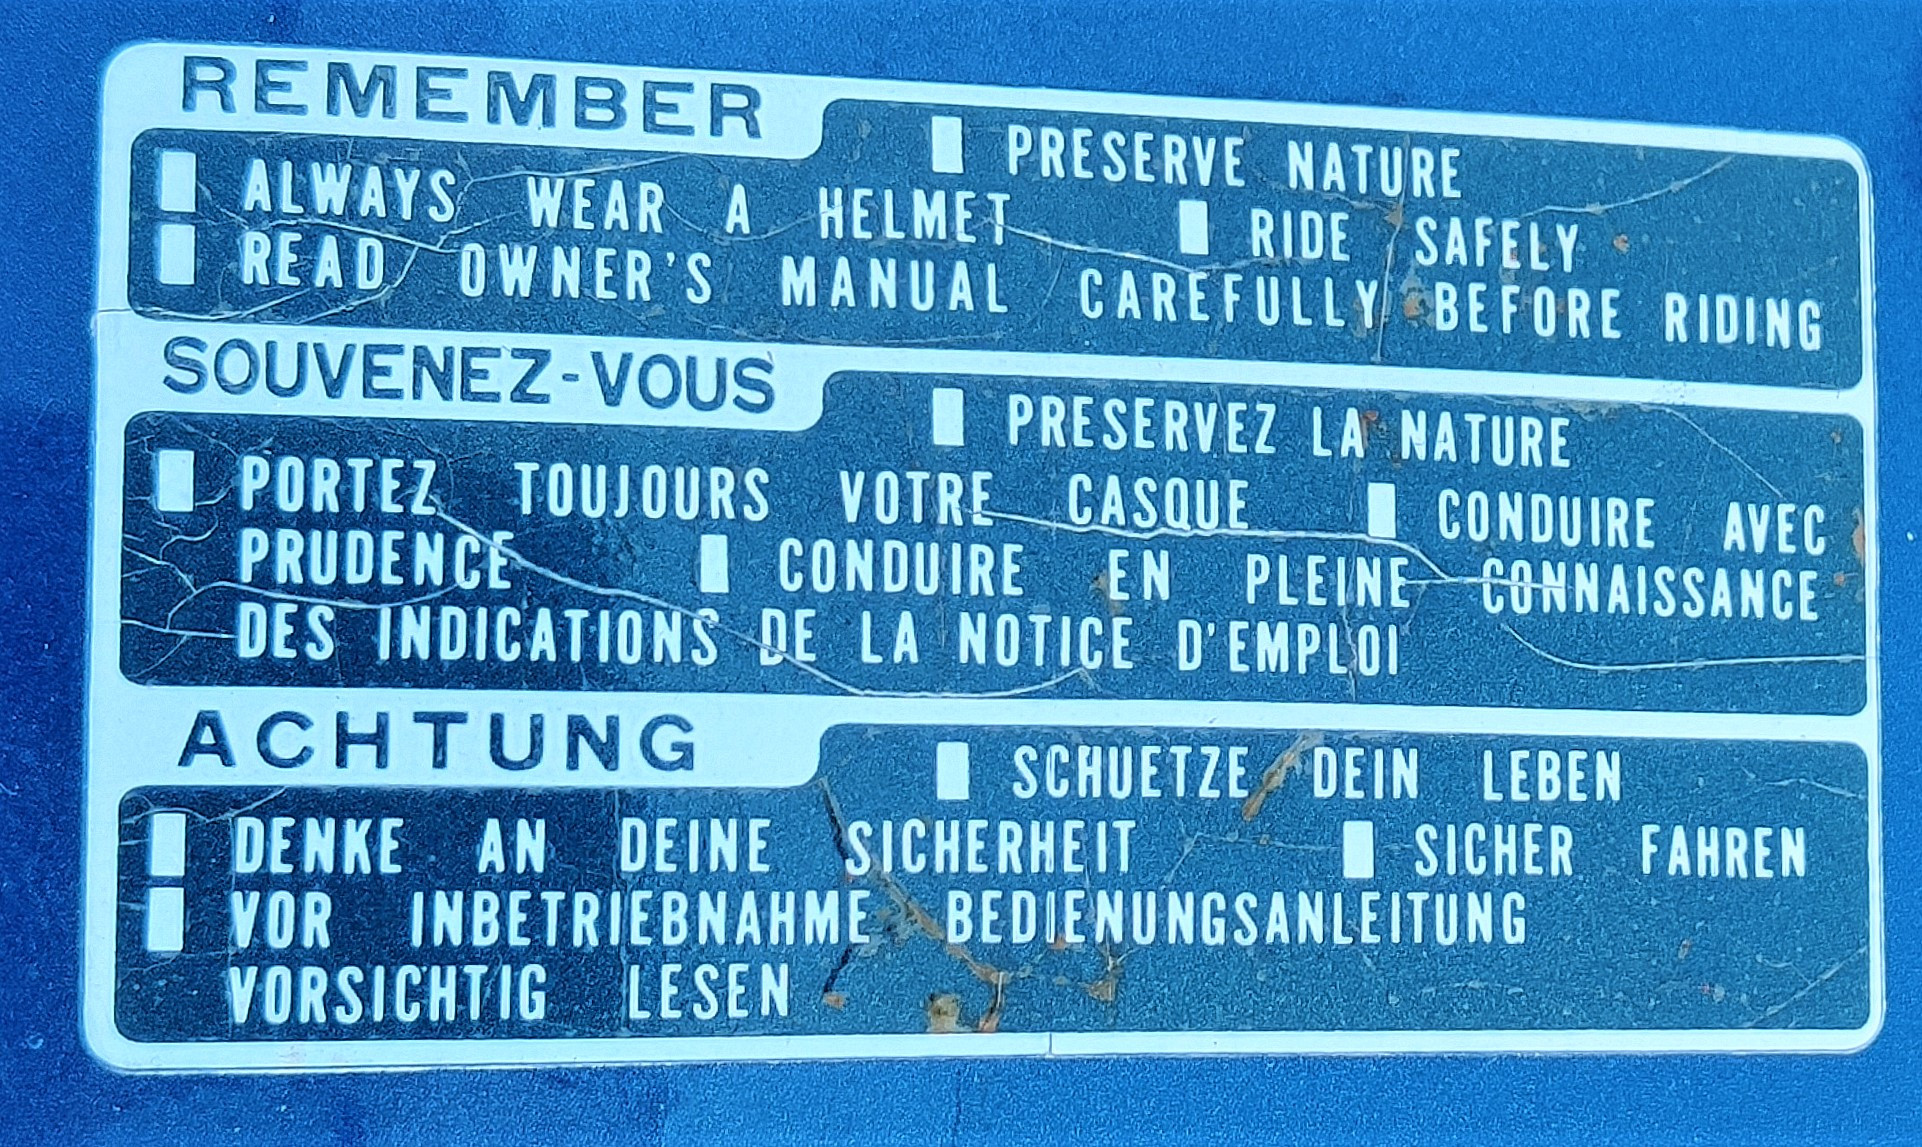 REMEMBER
PRESERVE NATURE
ALWAYS WEAR A HELMET RIDE SAFELY
READ OWNER'S MANUAL CAREFULLY BEFORE RIDING
SOUVENEZ-VOUS
PRESERVEZ LA NATURE
PORTEZ TOUJOURS VOTRE CASQUE CONDUIRE AVEC
PRUDENCE CONDUIRE EN PLEINE CONNAISSANCE
DES INDICATIONS DE LA NOTICE D'EMPLOI
ACHTUNG
SCHUETZE DEIN LEBEN
DENKE AN DEINE SICHERHEIT SICHER FAHREN
VOR INBETRIEBNAHME BEDIENUNGSANLEITUNG
VORSICHTIG LESEN